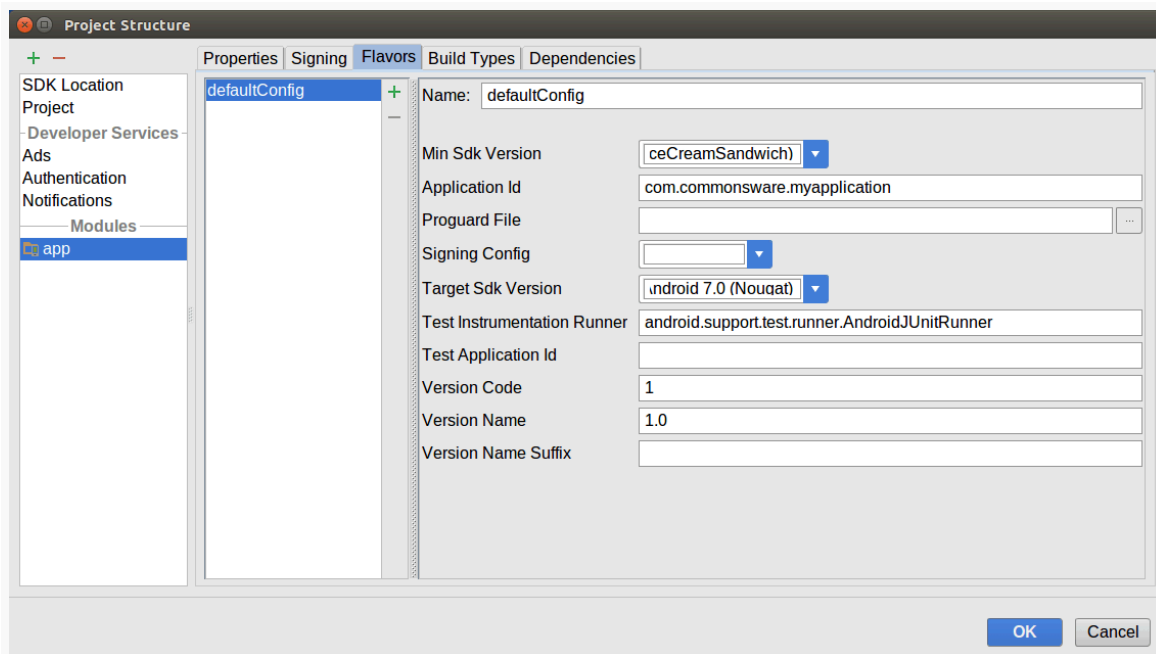 Project Structure
Properties Signing Flavors Build Types Dependencies
SDK Location
Project
Developer Services
Ads
Authentication
Notifications
Modules
app
defaultConfig
Name: defaultConfig
Min Sdk Version ceCreamSandwich)
Application Id com.commonsware.myapplication
Proguard File ...
Signing Config
Target Sdk Version Android 7.0 (Nougat)
Test Instrumentation Runner android.support.test.runner.AndroidJUnitRunner
Test Application Id
Version Code 1
Version Name 1.0
Version Name Suffix
OK Cancel